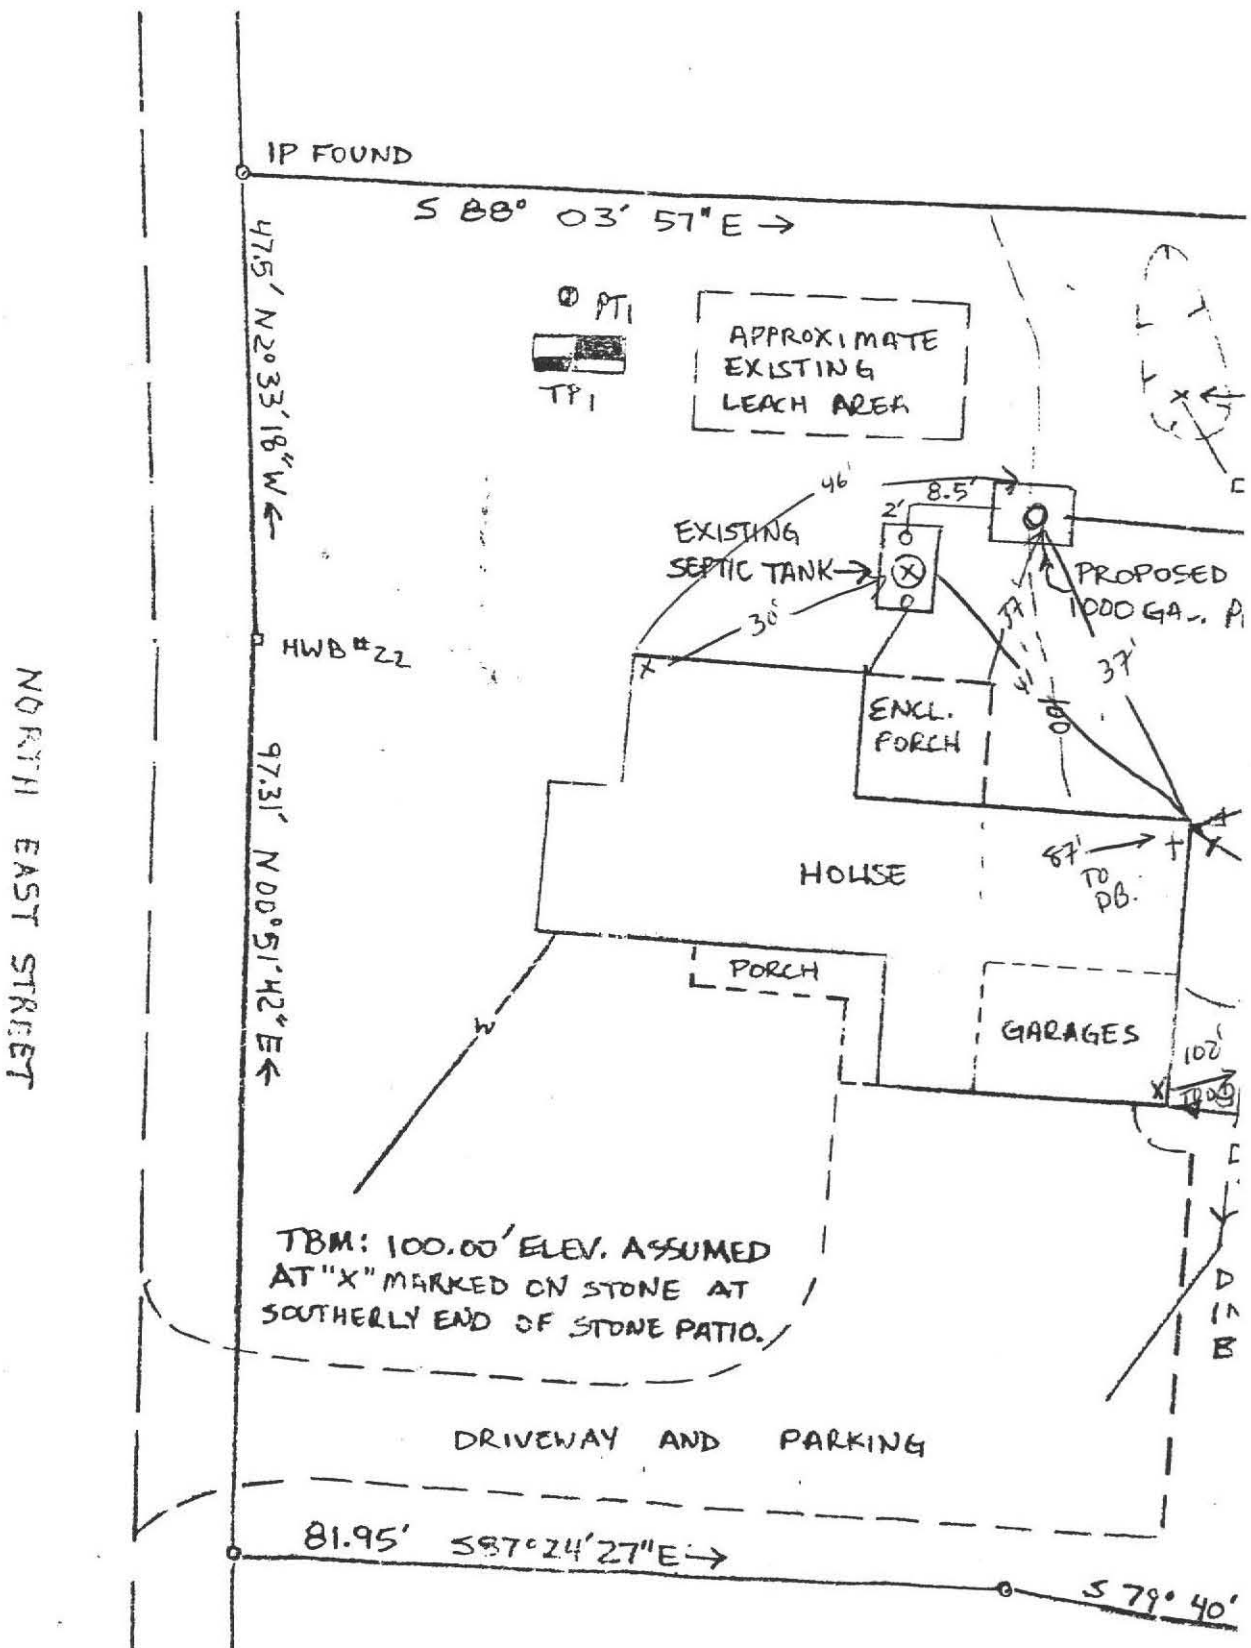 IP FOUND
S 88° 03' 57" E →
47.5' N2°33'18" W ←
PT1
TP1
APPROXIMATE
EXISTING
LEACH AREA
46'
8.5'
2'
EXISTING
SEPTIC TANK →
30'
37'
PROPOSED
1000 GA
37'
100
HWB #22
ENCL.
PORCH
HOUSE
87'
TO
DB.
97.31' N00°51'42" E ←
NORTH EAST STREET
PORCH
GARAGES
102'
W
TBM: 100.00' ELEV. ASSUMED
AT "X" MARKED ON STONE AT
SOUTHERLY END OF STONE PATIO.
DRIVEWAY AND PARKING
81.95' S87°24'27"E →
S 79° 40'